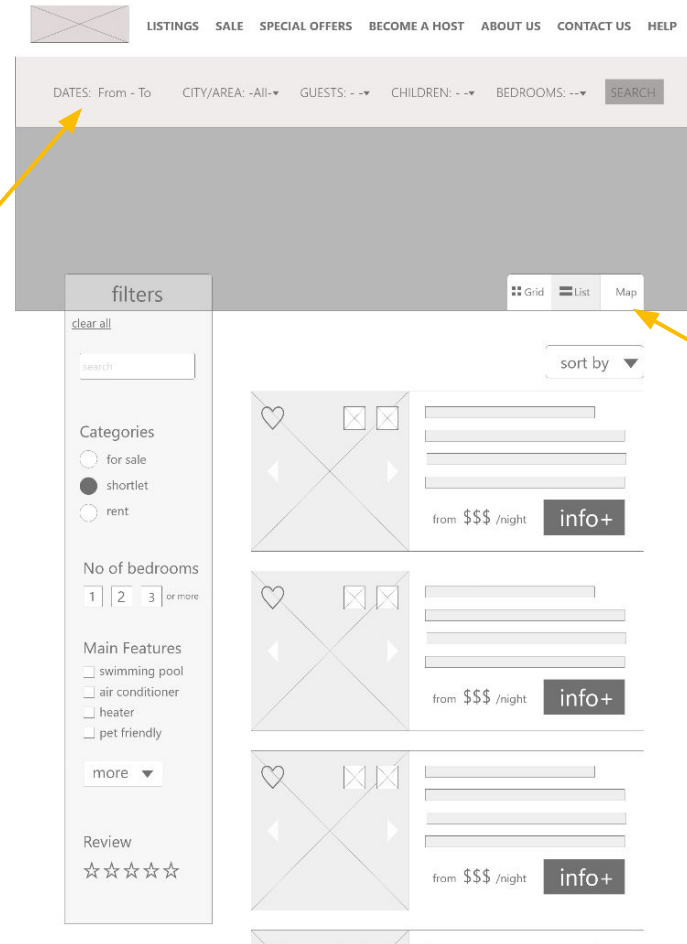 LISTINGS SALE SPECIAL OFFERS BECOME A HOST ABOUT US CONTACT US HELP
DATES: From - To CITY/AREA: -All-▾ GUESTS: - -▾ CHILDREN: - -▾ BEDROOMS: --▾ SEARCH
filters
Grid List Map
clear all
search
sort by
Categories
for sale
shortlet
rent
from $$$ /night info+
No of bedrooms
1 2 3 or more
Main Features
swimming pool
air conditioner
heater
pet friendly
from $$$ /night info+
more
Review
from $$$ /night info+